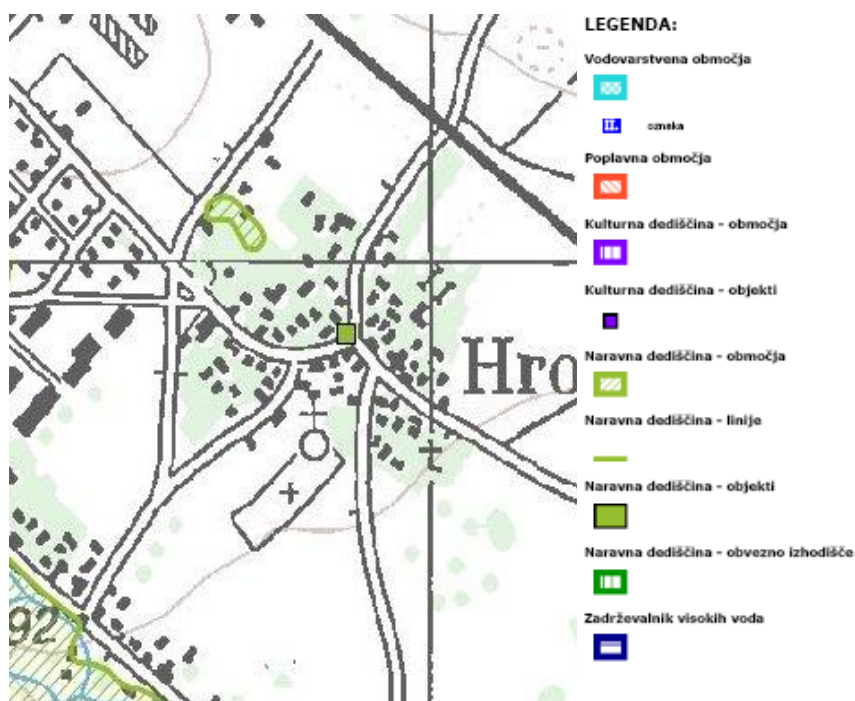 LEGENDA:
Vodovarstvena območja
II. oznaka
Poplavna območja
Kulturna dediščina - območja
Kulturna dediščina - objekti
Naravna dediščina - območja
Naravna dediščina - linije
Naravna dediščina - objekti
Naravna dediščina - obvezno izhodišče
Zadrževalnik visokih voda
Hro
92